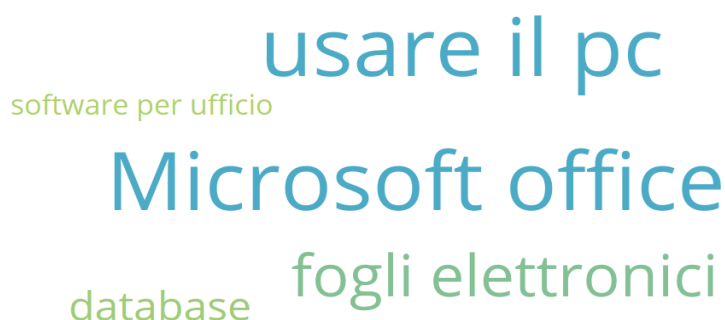 usare il pc
software per ufficio
Microsoft office
fogli elettronici
database